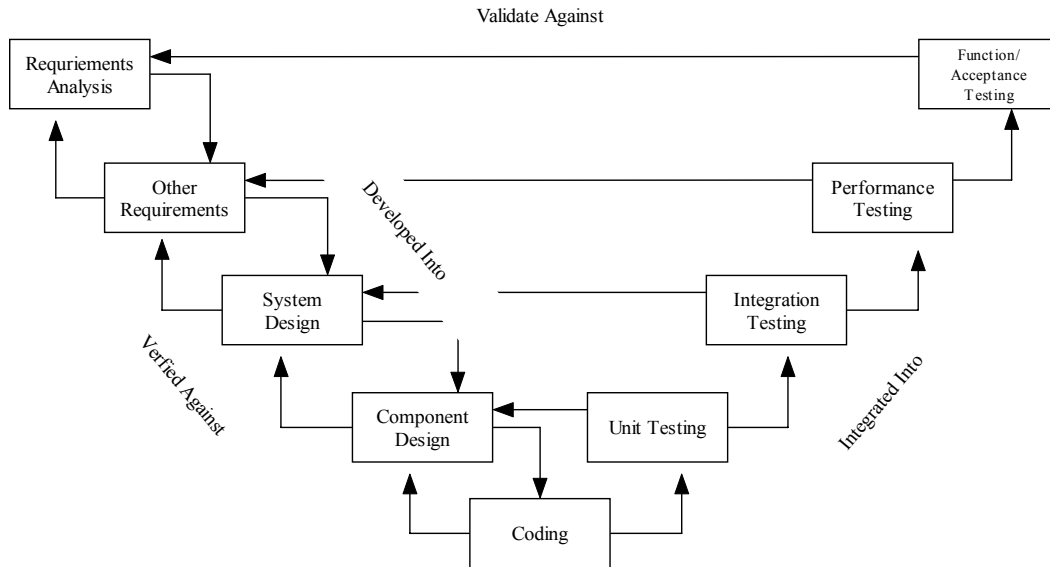 Validate Against
Requriements
Analysis
Function/
Acceptance
Testing
Other
Requirements
Developed Into
Performance
Testing
System
Design
Integration
Testing
Verfied Against
Integrated Into
Component
Design
Unit Testing
Coding